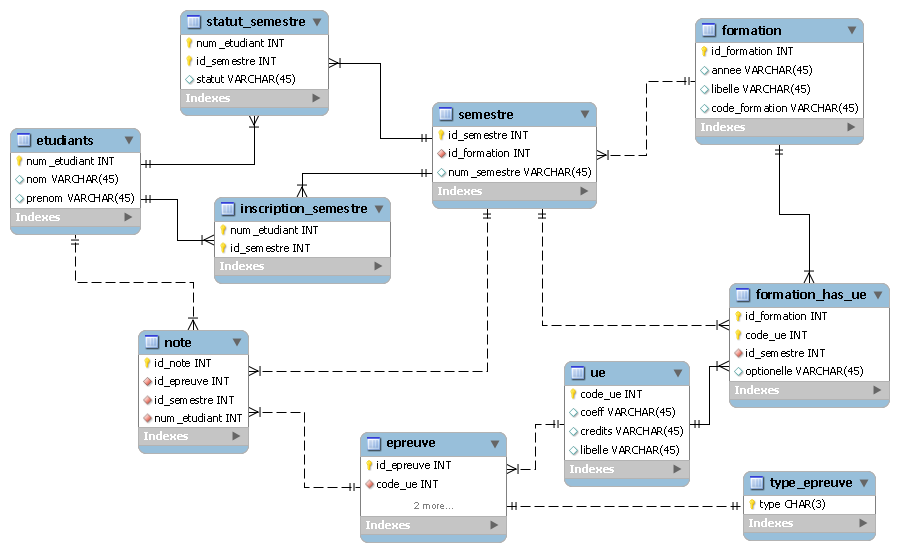 statut_semestre
num_etudiant INT
id_semestre INT
statut VARCHAR(45)
Indexes
formation
id_formation INT
annee VARCHAR(45)
libelle VARCHAR(45)
code_formation VARCHAR(45)
Indexes
etudiants
num_etudiant INT
nom VARCHAR(45)
prenom VARCHAR(45)
Indexes
semestre
id_semestre INT
id_formation INT
num_semestre VARCHAR(45)
Indexes
inscription_semestre
num_etudiant INT
id_semestre INT
Indexes
formation_has_ue
id_formation INT
code_ue INT
id_semestre INT
optionelle VARCHAR(45)
Indexes
note
id_note INT
id_epreuve INT
id_semestre INT
num_etudiant INT
Indexes
ue
code_ue INT
coeff VARCHAR(45)
credits VARCHAR(45)
libelle VARCHAR(45)
Indexes
epreuve
id_epreuve INT
code_ue INT
2 more...
Indexes
type_epreuve
type CHAR(3)
Indexes